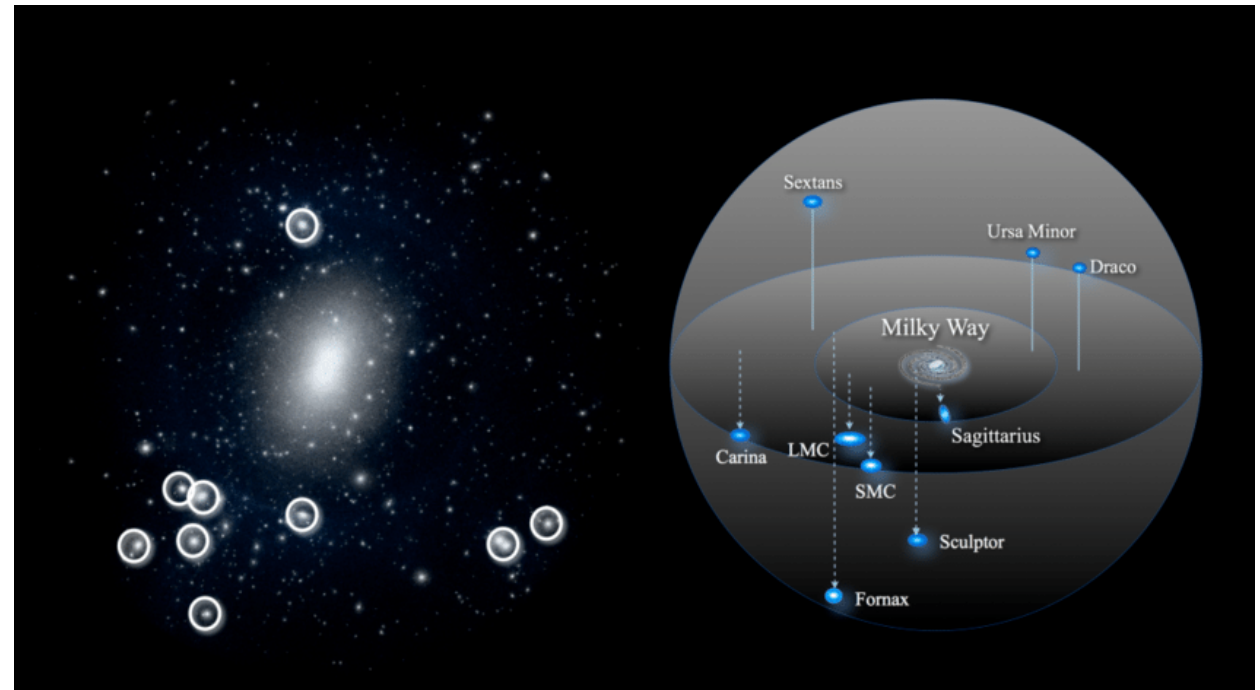 Sextans
Ursa Minor
Draco
Milky Way
Sagittarius
Carina
LMC
SMC
Sculptor
Fornax